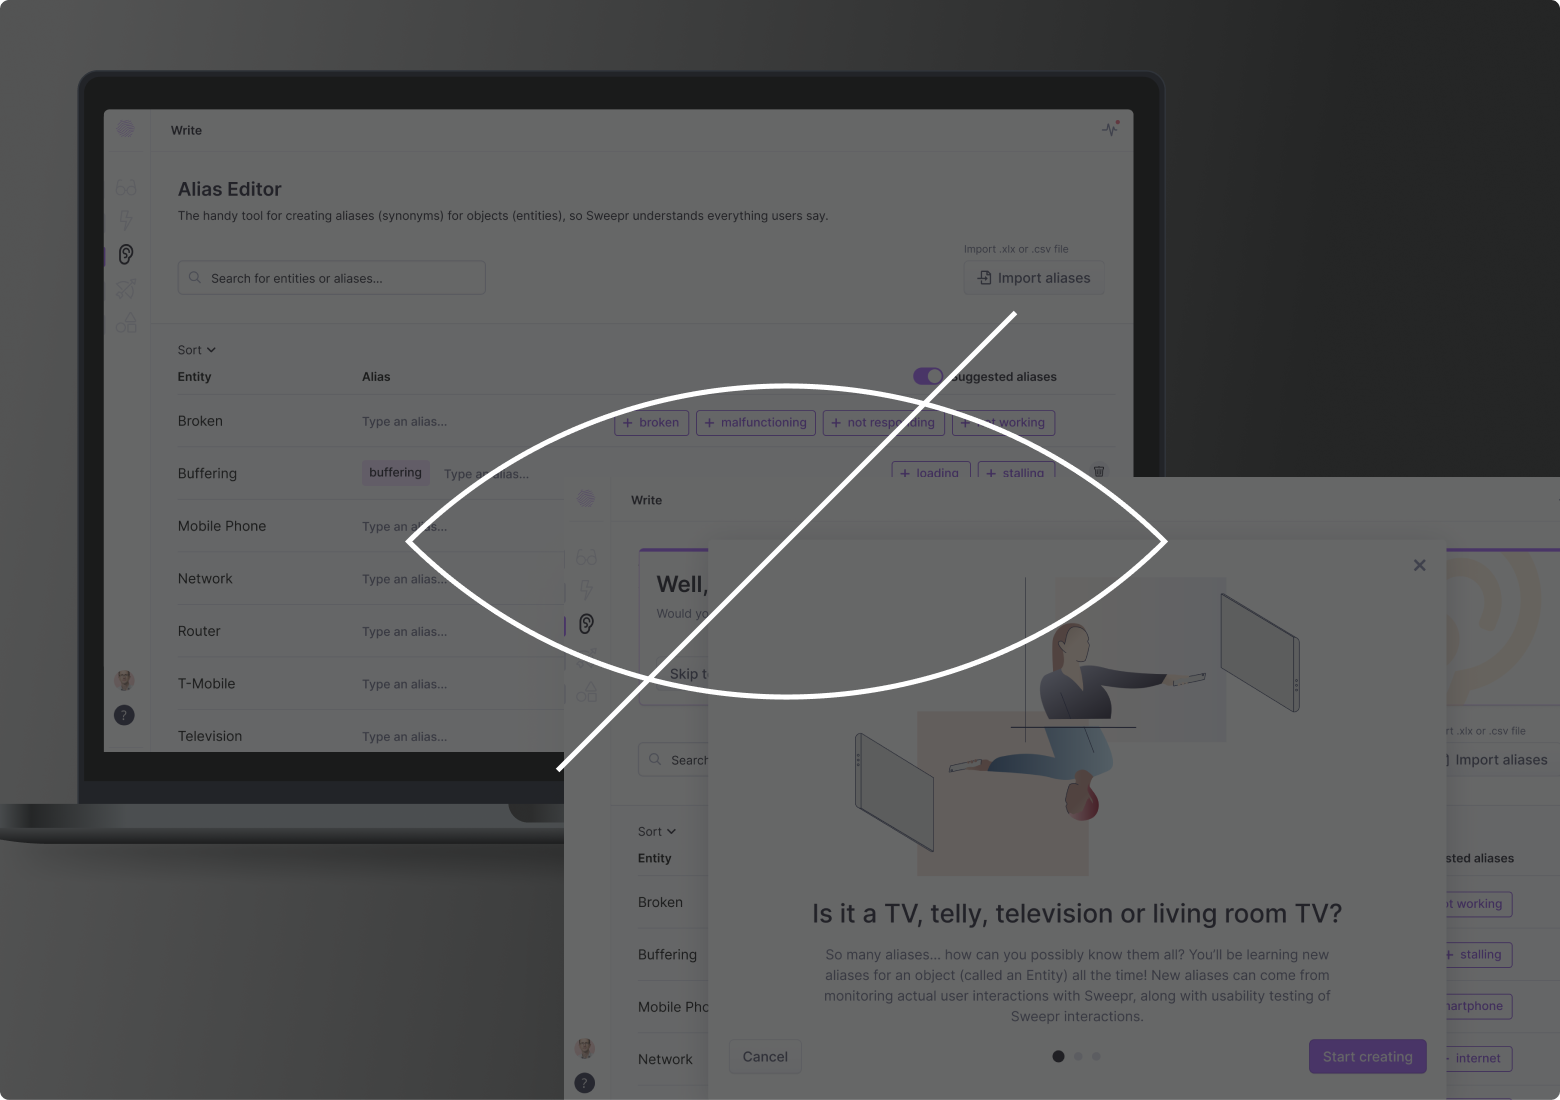 Write
Alias Editor
The handy tool for creating aliases (synonyms) for objects (entities), so Sweepr understands everything users say.
Import .xlx or .csv file
Search for entities or aliases...
Import aliases
Sort
Entity Alias Suggested aliases
Broken Type an alias... + broken + malfunctioning + not responding + not working
Buffering buffering Type an alias... + loading + stalling
Mobile Phone Type an alias...
Network Type an alias...
Router Type an alias...
T-Mobile Type an alias...
Television Type an alias...
?
Write
Well,
Would yo
Skip t
rt .xlx or .csv file
Search
Import aliases
Sort
Entity sted aliases
Broken ot working
Buffering + stalling
Mobile Pho martphone
Network internet
?
Is it a TV, telly, television or living room TV?
So many aliases... how can you possibly know them all? You'll be learning new
aliases for an object (called an Entity) all the time! New aliases can come from
monitoring actual user interactions with Sweepr, along with usability testing of
Sweepr interactions.
Cancel
Start creating